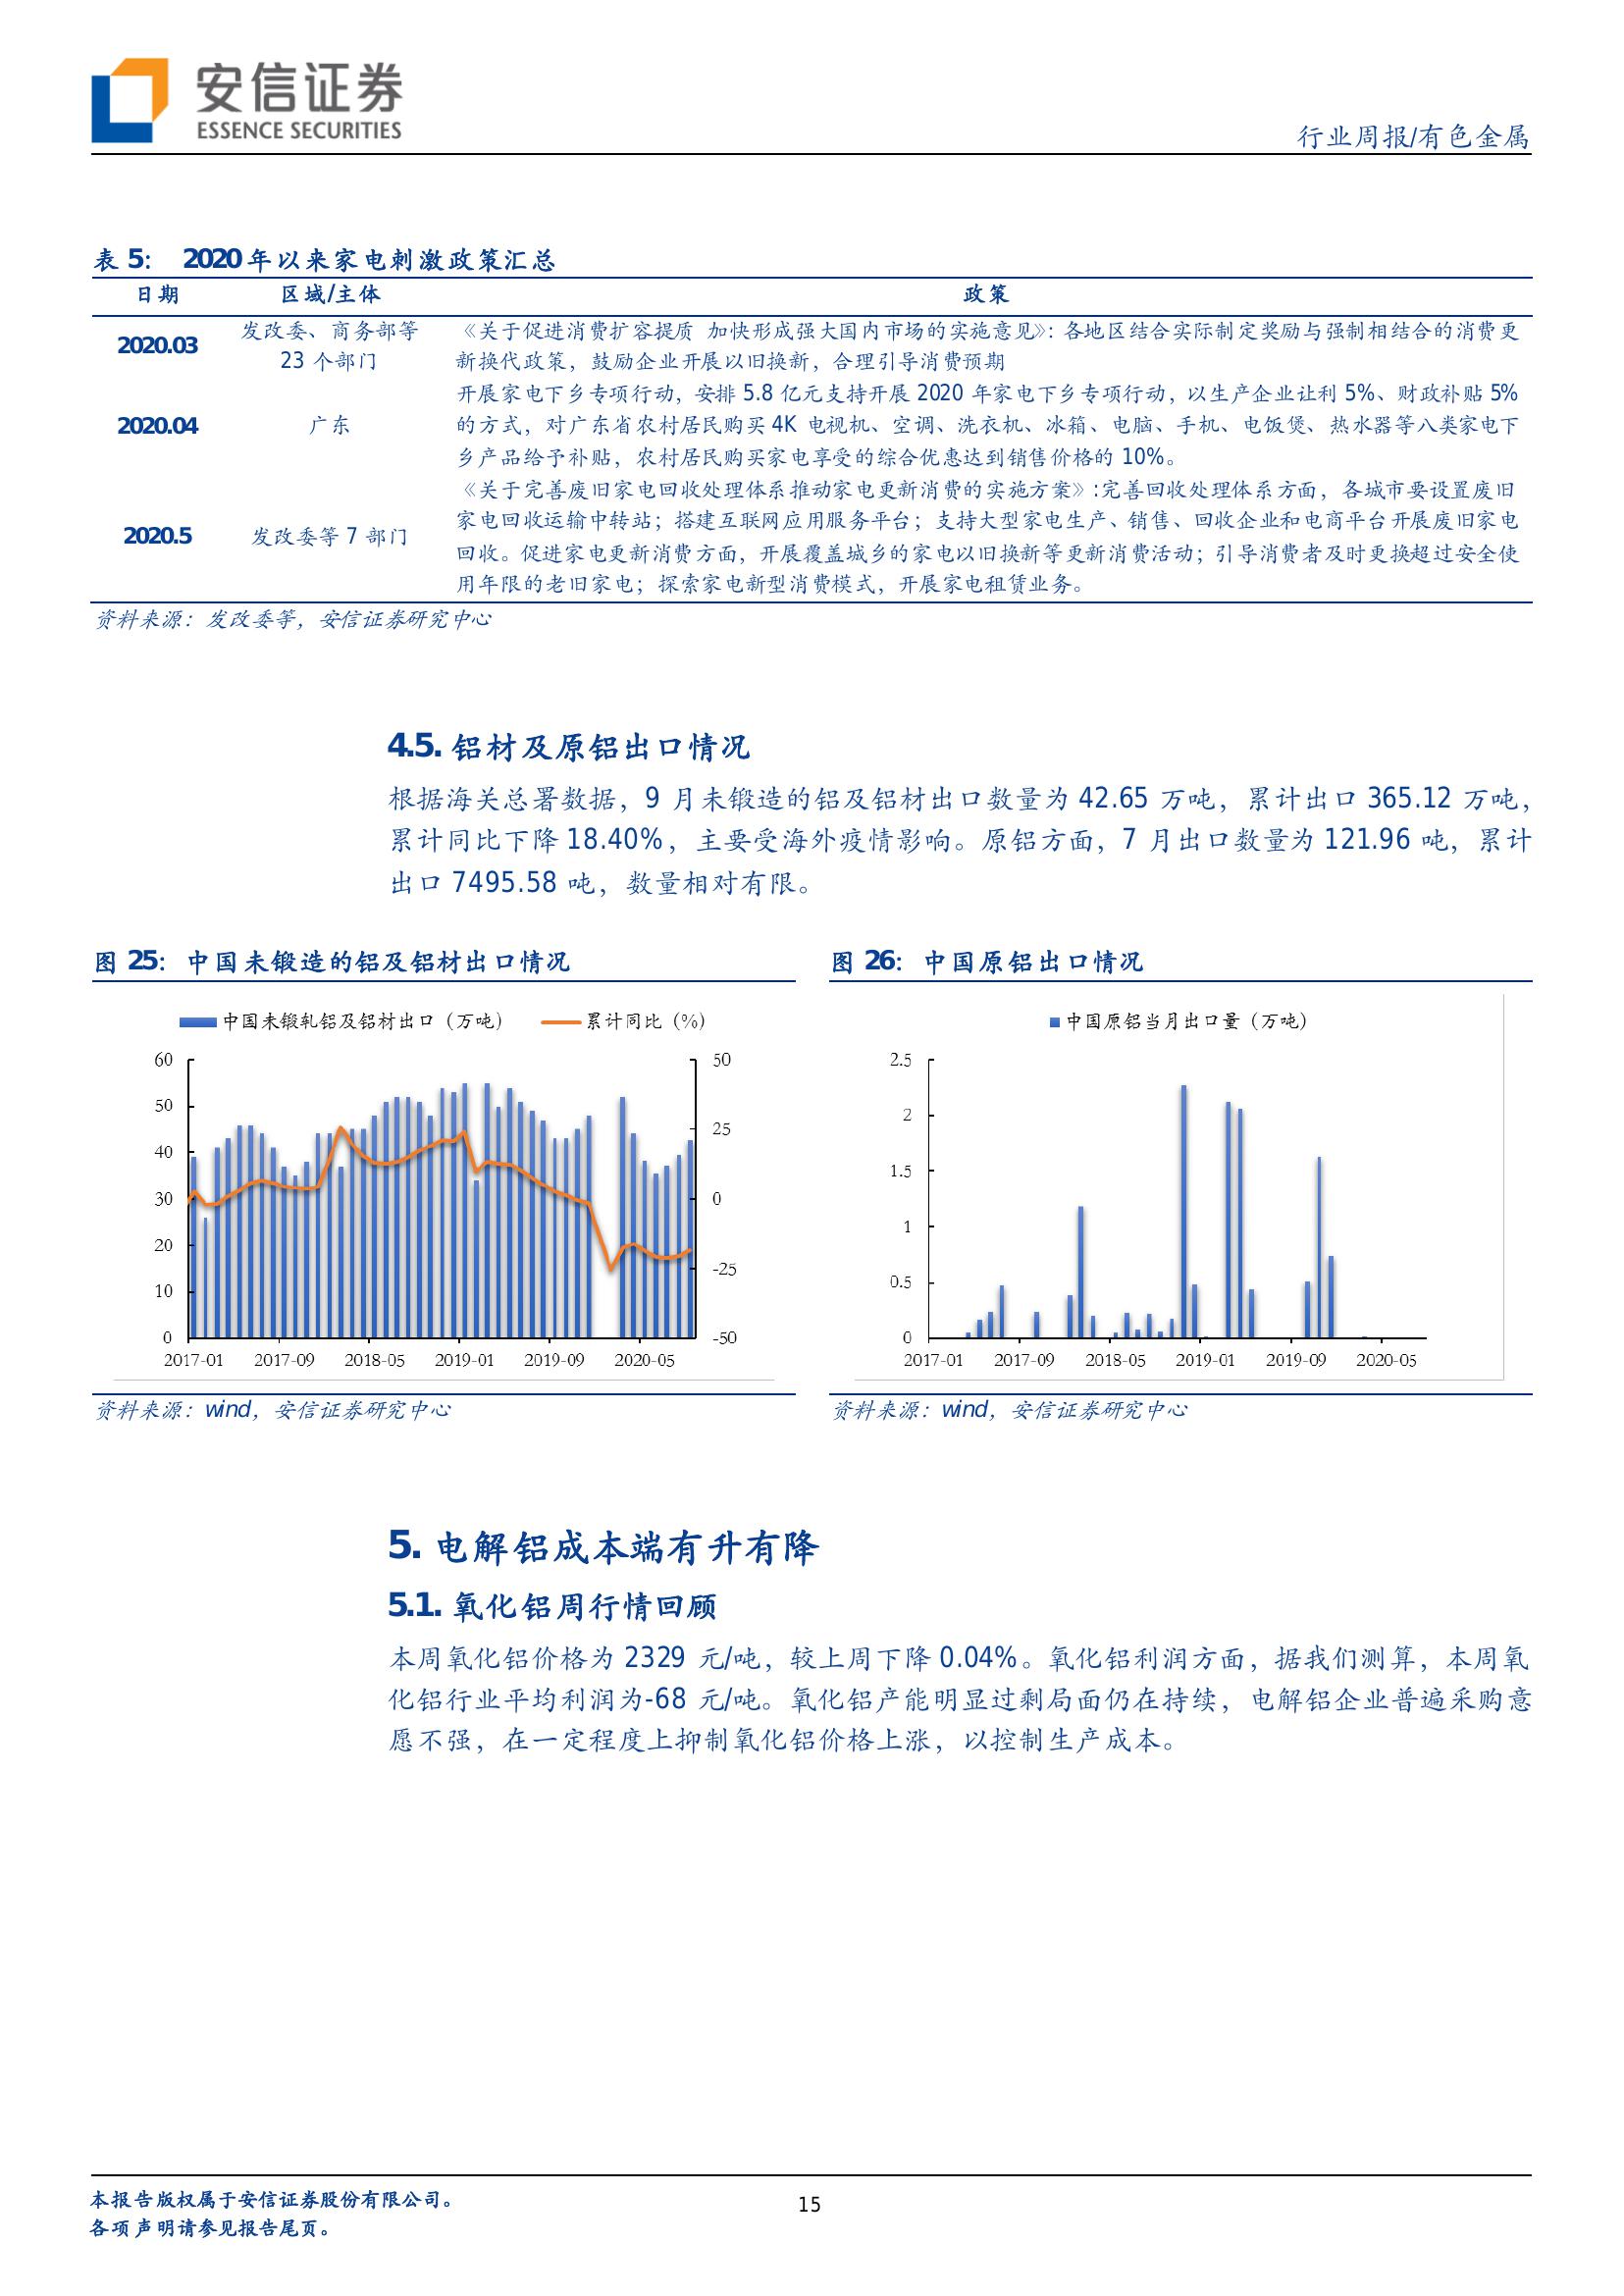 安信证券
ESSENCE SECURITIES
行业周报/有色金属
表 5： 2020 年以来家电刺激政策汇总
日期 区域/主体 政策
2020.03
发改委、商务部等
23 个部门
《关于促进消费扩容提质 加快形成强大国内市场的实施意见》：各地区结合实际制定奖励与强制相结合的消费更
新换代政策，鼓励企业开展以旧换新，合理引导消费预期
2020.04
广东
开展家电下乡专项行动，安排 5.8 亿元支持开展 2020 年家电下乡专项行动，以生产企业让利 5%、财政补贴 5%
的方式，对广东省农村居民购买 4K 电视机、空调、洗衣机、冰箱、电脑、手机、电饭煲、热水器等八类家电下
乡产品给予补贴，农村居民购买家电享受的综合优惠达到销售价格的 10%。
2020.5
发改委等 7 部门
《关于完善废旧家电回收处理体系推动家电更新消费的实施方案》:完善回收处理体系方面，各城市要设置废旧
家电回收运输中转站；搭建互联网应用服务平台；支持大型家电生产、销售、回收企业和电商平台开展废旧家电
回收。促进家电更新消费方面，开展覆盖城乡的家电以旧换新等更新消费活动；引导消费者及时更换超过安全使
用年限的老旧家电；探索家电新型消费模式，开展家电租赁业务。
资料来源：发改委等，安信证券研究中心
4.5. 铝材及原铝出口情况
根据海关总署数据，9 月未锻造的铝及铝材出口数量为 42.65 万吨，累计出口 365.12 万吨，
累计同比下降 18.40%，主要受海外疫情影响。原铝方面，7 月出口数量为 121.96 吨，累计
出口 7495.58 吨，数量相对有限。
图 25：中国未锻造的铝及铝材出口情况
中国未锻轧铝及铝材出口（万吨） 累计同比（%）
60 50
50
25
40
30 0
20
-25
10
0 -50
2017-01 2017-09 2018-05 2019-01 2019-09 2020-05
资料来源：wind，安信证券研究中心
图 26：中国原铝出口情况
中国原铝当月出口量（万吨）
2.5
2
1.5
1
0.5
0
2017-01 2017-09 2018-05 2019-01 2019-09 2020-05
资料来源：wind，安信证券研究中心
5. 电解铝成本端有升有降
5.1. 氧化铝周行情回顾
本周氧化铝价格为 2329 元/吨，较上周下降 0.04%。氧化铝利润方面，据我们测算，本周氧
化铝行业平均利润为-68 元/吨。氧化铝产能明显过剩局面仍在持续，电解铝企业普遍采购意
愿不强，在一定程度上抑制氧化铝价格上涨，以控制生产成本。
本报告版权属于安信证券股份有限公司。
各项声明请参见报告尾页。
15